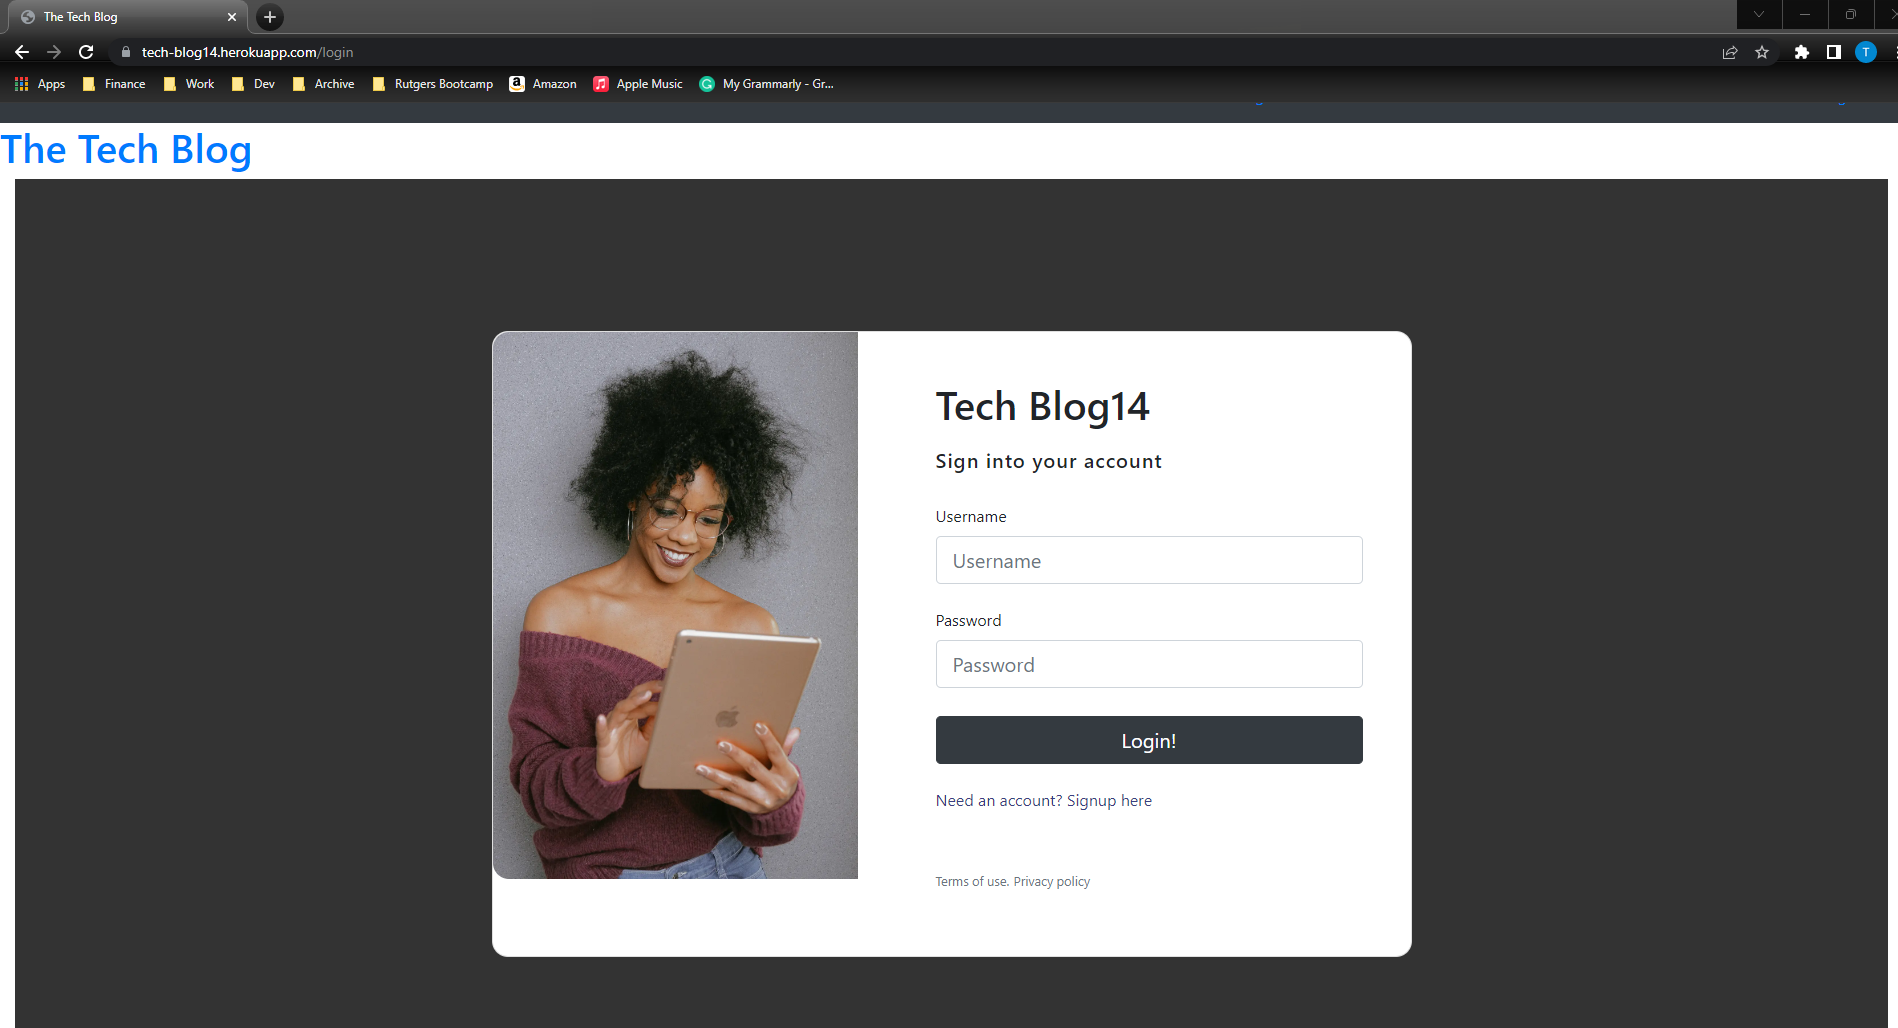 The Tech Blog
tech-blog14.herokuapp.com/login
T
Apps Finance Work Dev Archive Rutgers Bootcamp Amazon Apple Music My Grammarly - Gr...
The Tech Blog
Tech Blog14
Sign into your account
Username
Username
Password
Password
Login!
Need an account? Signup here
Terms of use. Privacy policy